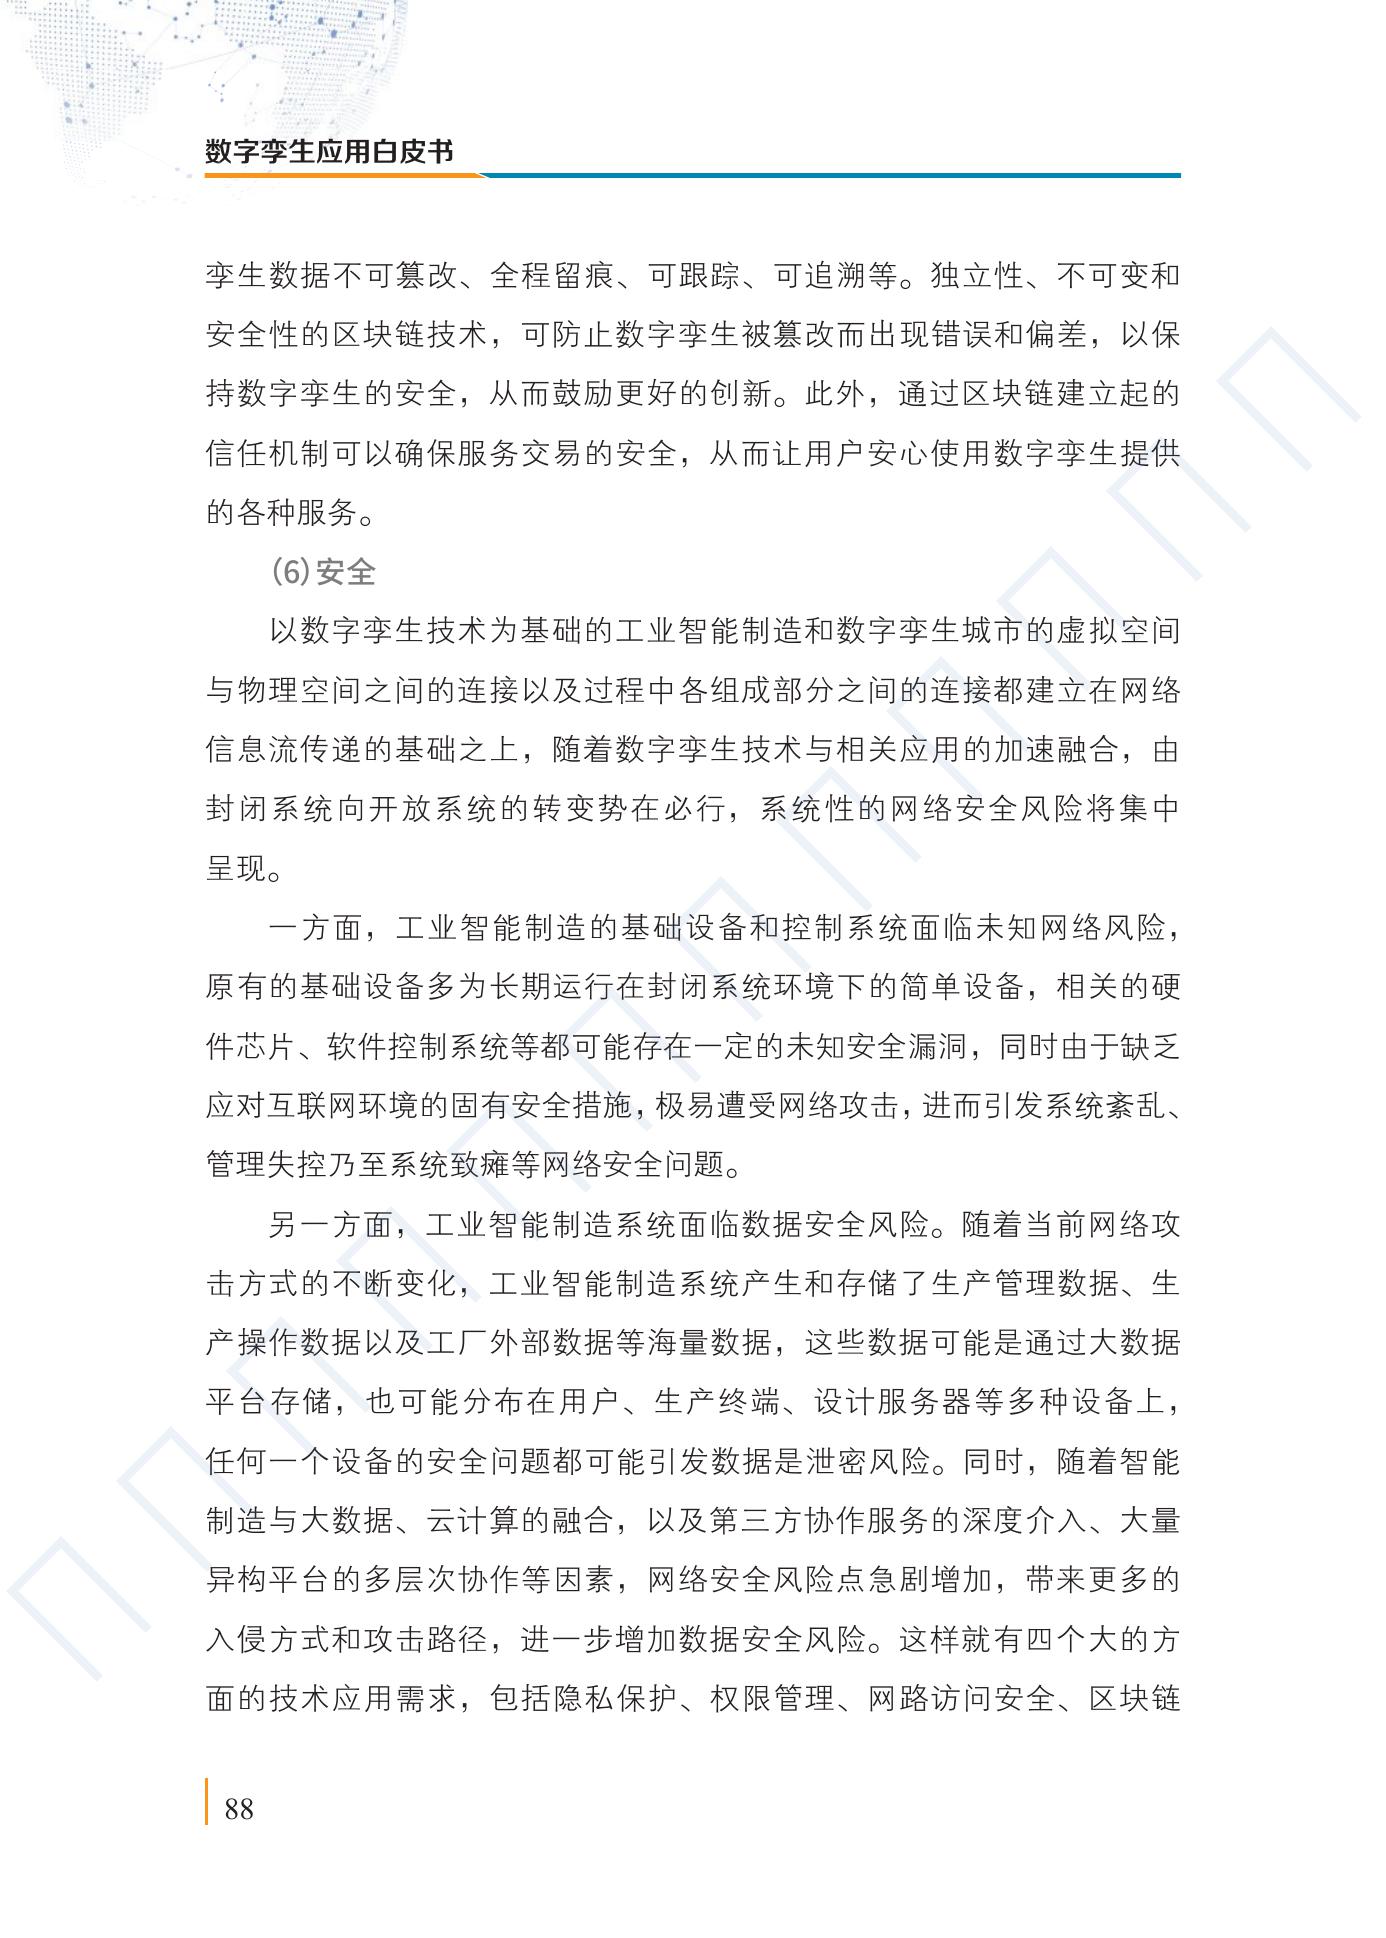 数字孪生应用白皮书
孪生数据不可篡改、全程留痕、可跟踪、可追溯等。独立性、不可变和
安全性的区块链技术，可防止数字孪生被篡改而出现错误和偏差，以保
持数字孪生的安全，从而鼓励更好的创新。此外，通过区块链建立起的
信任机制可以确保服务交易的安全，从而让用户安心使用数字孪生提供
的各种服务。
(6)安全
以数字孪生技术为基础的工业智能制造和数字孪生城市的虚拟空间
与物理空间之间的连接以及过程中各组成部分之间的连接都建立在网络
信息流传递的基础之上，随着数字孪生技术与相关应用的加速融合，由
封闭系统向开放系统的转变势在必行，系统性的网络安全风险将集中
呈现。
一方面，工业智能制造的基础设备和控制系统面临未知网络风险，
原有的基础设备多为长期运行在封闭系统环境下的简单设备，相关的硬
件芯片、软件控制系统等都可能存在一定的未知安全漏洞，同时由于缺乏
应对互联网环境的固有安全措施，极易遭受网络攻击，进而引发系统紊乱、
管理失控乃至系统致瘫等网络安全问题。
另一方面，工业智能制造系统面临数据安全风险。随着当前网络攻
击方式的不断变化，工业智能制造系统产生和存储了生产管理数据、生
产操作数据以及工厂外部数据等海量数据，这些数据可能是通过大数据
平台存储，也可能分布在用户、生产终端、设计服务器等多种设备上，
任何一个设备的安全问题都可能引发数据是泄密风险。同时，随着智能
制造与大数据、云计算的融合，以及第三方协作服务的深度介入、大量
异构平台的多层次协作等因素，网络安全风险点急剧增加，带来更多的
入侵方式和攻击路径，进一步增加数据安全风险。这样就有四个大的方
面的技术应用需求，包括隐私保护、权限管理、网路访问安全、区块链
88